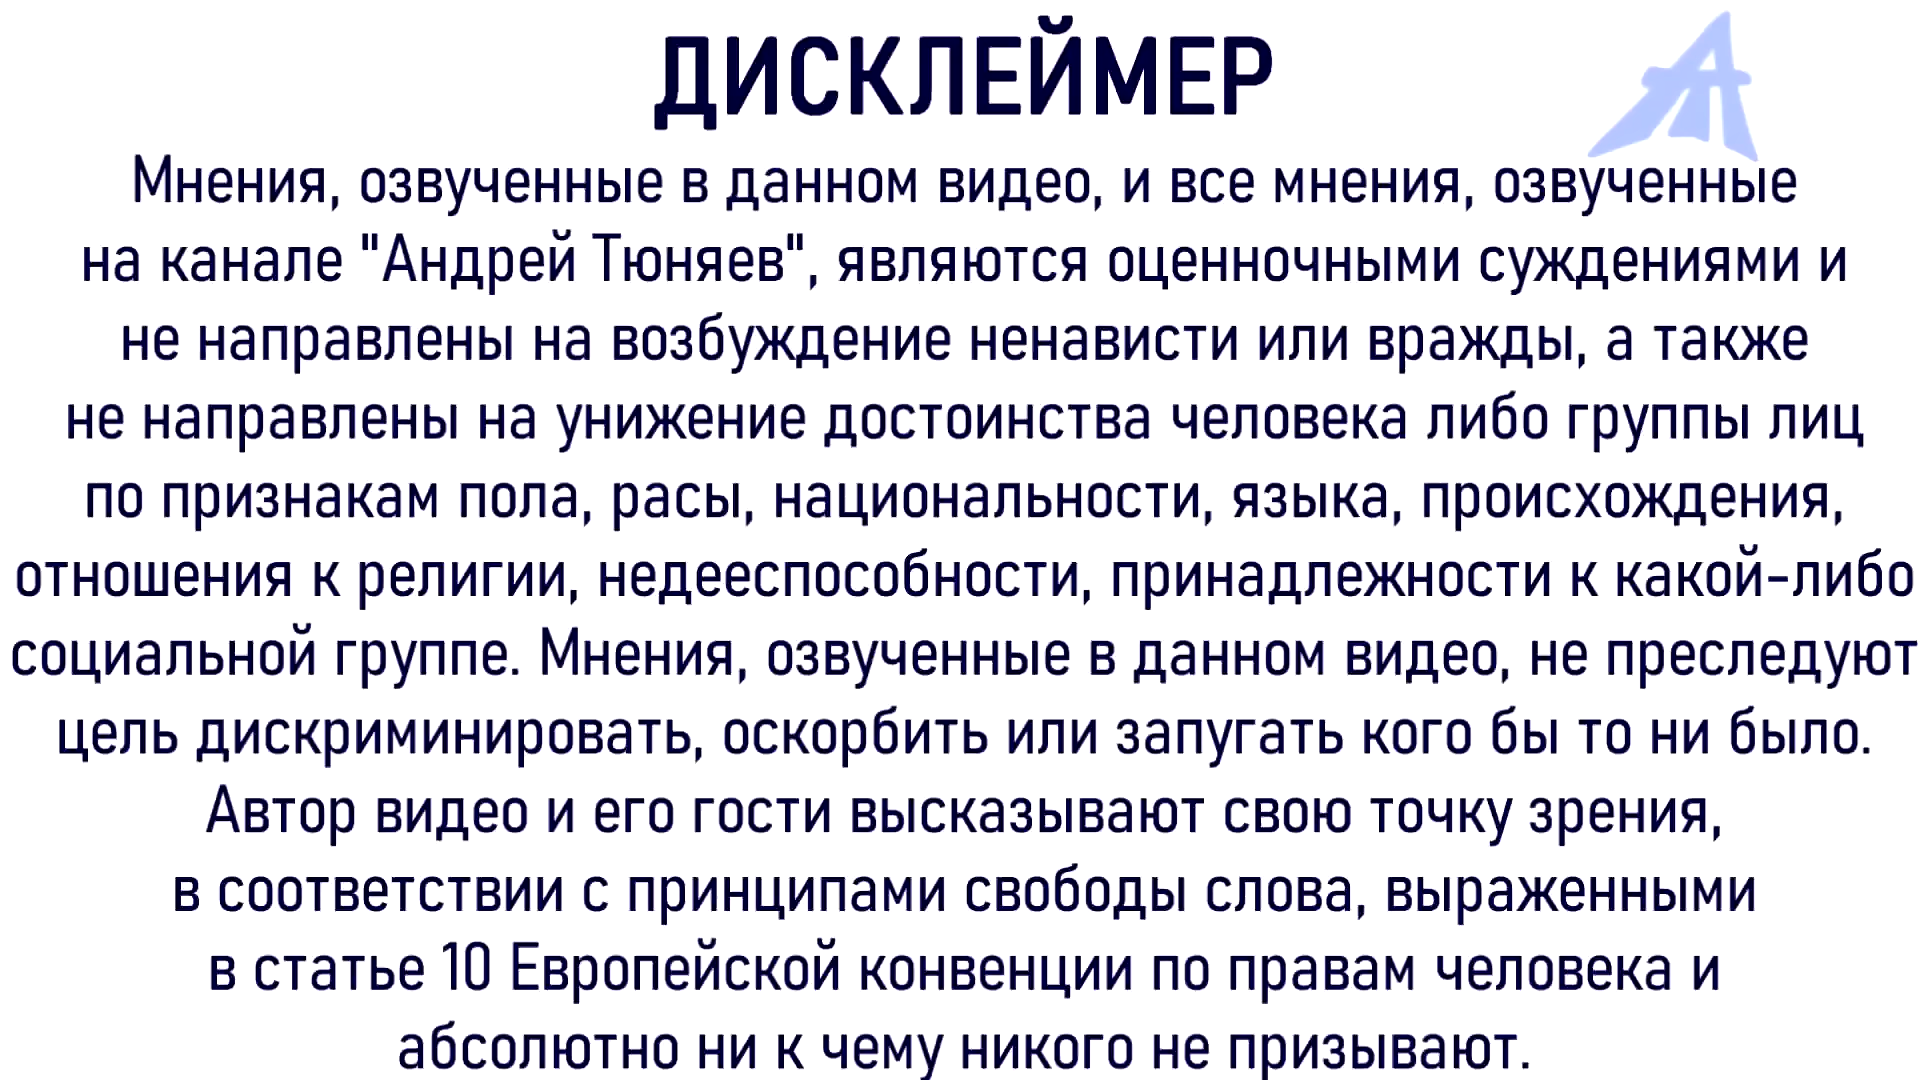 ДИСКЛЕЙМЕР
Мнения, озвученные в данном видео, и все мнения, озвученные
на канале "Андрей Тюняев", являются оценночными суждениями и
не направлены на возбуждение ненависти или вражды, а также
не направлены на унижение достоинства человека либо группы лиц
по признакам пола, расы, национальности, языка, происхождения,
отношения к религии, недееспособности, принадлежности к какой-либо
социальной группе. Мнения, озвученные в данном видео, не преследуют
цель дискриминировать, оскорбить или запугать кого бы то ни было.
Автор видео и его гости высказывают свою точку зрения,
в соответствии с принципами свободы слова, выраженными
в статье 10 Европейской конвенции по правам человека и
абсолютно ни к чему никого не призывают.